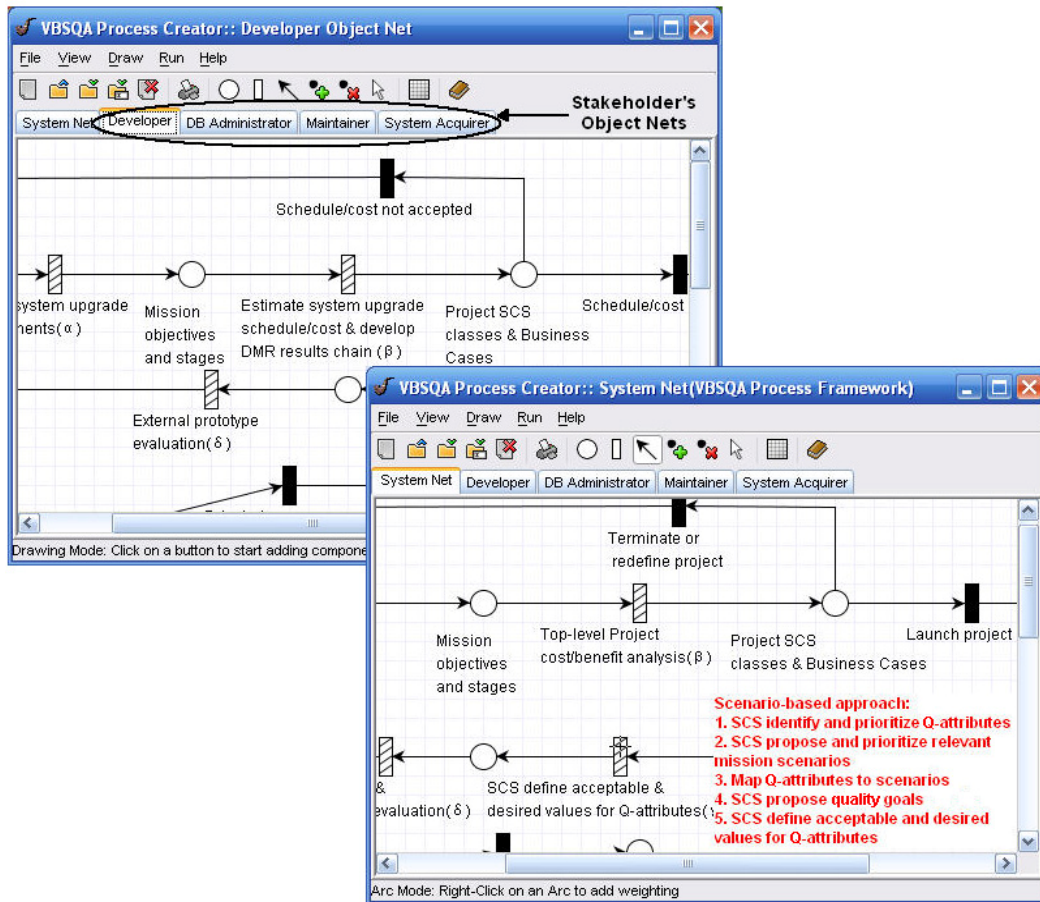 VBSQA Process Creator:: Developer Object Net
File View Draw Run Help
System Net Developer DB Administrator Maintainer System Acquirer
Stakeholder's
Object Nets
Schedule/cost not accepted
system upgrade
ments(α)
Mission
objectives
and stages
Estimate system upgrade
schedule/cost & develop
DMR results chain (β)
Project SCS
classes & Business
Cases
Schedule/cost
External prototype
evaluation(δ)
Drawing Mode: Click on a button to start adding compone
VBSQA Process Creator:: System Net(VBSQA Process Framework)
File View Draw Run Help
System Net Developer DB Administrator Maintainer System Acquirer
Terminate or
redefine project
Mission
objectives
and stages
Top-level Project
cost/benefit analysis(β)
Project SCS
classes & Business Cases
Launch project
Scenario-based approach:
1. SCS identify and prioritize Q-attributes
2. SCS propose and prioritize relevant
mission scenarios
3. Map Q-attributes to scenarios
4. SCS propose quality goals
5. SCS define acceptable and desired
values for Q-attributes
&
evaluation(δ)
SCS define acceptable &
desired values for Q-attributes(
Arc Mode: Right-Click on an Arc to add weighting